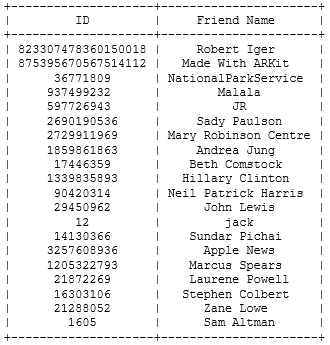 +--------------------+----------------------+
| ID | Friend Name |
+--------------------+----------------------+
| 823307478360150018 | Robert Iger |
| 875395670567514112 | Made With ARKit |
| 36771809 | NationalParkService |
| 937499232 | Malala |
| 597726943 | JR |
| 2690190536 | Sady Paulson |
| 2729911969 | Mary Robinson Centre |
| 1859861863 | Andrea Jung |
| 17446359 | Beth Comstock |
| 1339835893 | Hillary Clinton |
| 90420314 | Neil Patrick Harris |
| 29450962 | John Lewis |
| 12 | jack |
| 14130366 | Sundar Pichai |
| 3257608936 | Apple News |
| 1205322793 | Marcus Spears |
| 21872269 | Laurene Powell |
| 16303106 | Stephen Colbert |
| 21288052 | Zane Lowe |
| 1605 | Sam Altman |
+--------------------+----------------------+